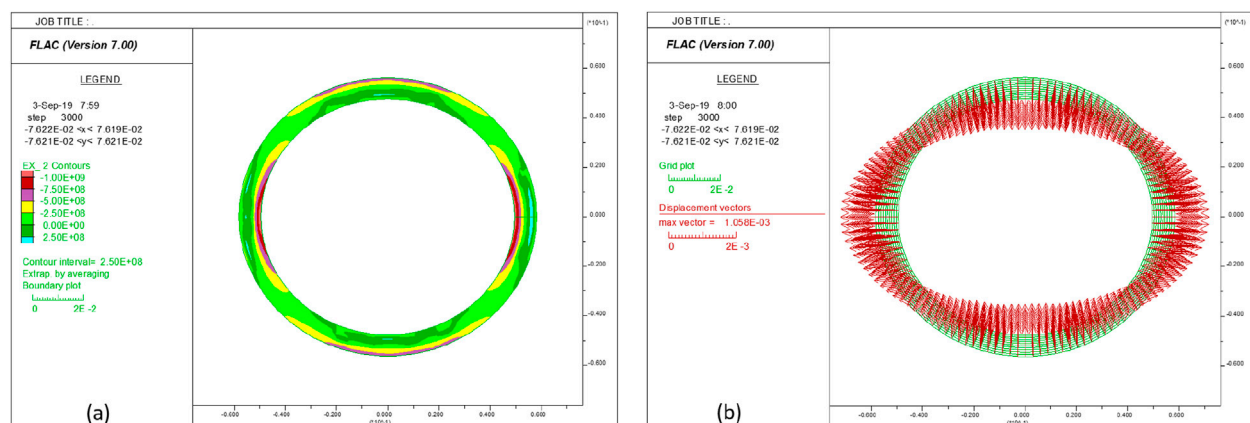 JOB TITLE : .
(*10^-1)
FLAC (Version 7.00)
LEGEND
3-Sep-19 7:59
step 3000
-7.622E-02 <x< 7.619E-02
-7.621E-02 <y< 7.621E-02
EX_ 2 Contours
-1.00E+09
-7.50E+08
-5.00E+08
-2.50E+08
0.00E+00
2.50E+08
Contour interval= 2.50E+08
Extrap. by averaging
Boundary plot
0 2E -2
0.600
0.400
0.200
0.000
-0.200
-0.400
-0.600
-0.600 -0.400 -0.200 0.000 0.200 0.400 0.600
(a)
JOB TITLE : .
(*10^-1)
FLAC (Version 7.00)
LEGEND
3-Sep-19 8:00
step 3000
-7.622E-02 <x< 7.619E-02
-7.621E-02 <y< 7.621E-02
Grid plot
0 2E -2
Displacement vectors
max vector = 1.058E-03
0 2E -3
0.600
0.400
0.200
0.000
-0.200
-0.400
-0.600
-0.600 -0.400 -0.200 0.000 0.200 0.400 0.600
(b)